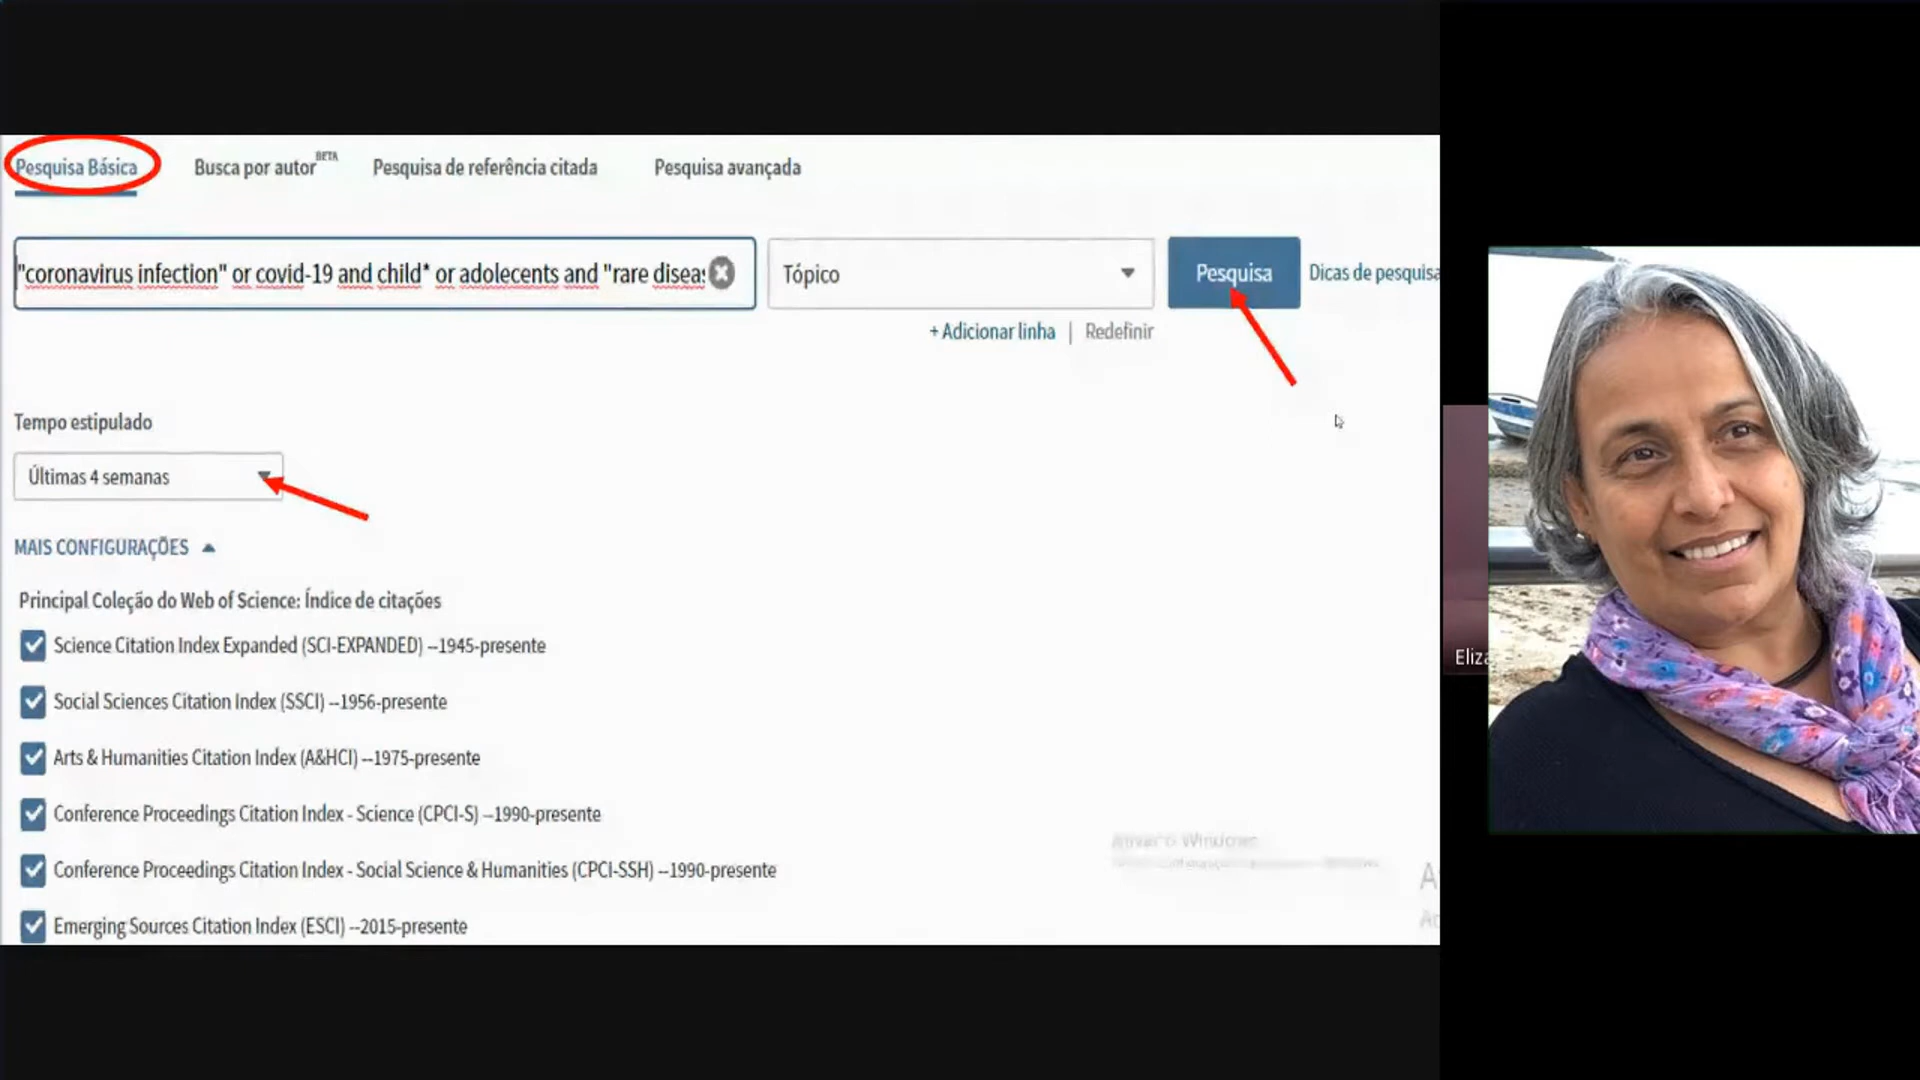 Pesquisa Básica
Busca por autor BETA
Pesquisa de referência citada
Pesquisa avançada
"coronavirus infection" or covid-19 and child* or adolecents and "rare diseas
Tópico
Pesquisa
Dicas de pesquisa
+ Adicionar linha | Redefinir
Tempo estipulado
Últimas 4 semanas
MAIS CONFIGURAÇÕES
Principal Coleção do Web of Science: Índice de citações
Science Citation Index Expanded (SCI-EXPANDED) --1945-presente
Social Sciences Citation Index (SSCI) --1956-presente
Arts & Humanities Citation Index (A&HCI) --1975-presente
Conference Proceedings Citation Index - Science (CPCI-S) --1990-presente
Conference Proceedings Citation Index - Social Science & Humanities (CPCI-SSH) --1990-presente
Emerging Sources Citation Index (ESCI) --2015-presente
Eliza